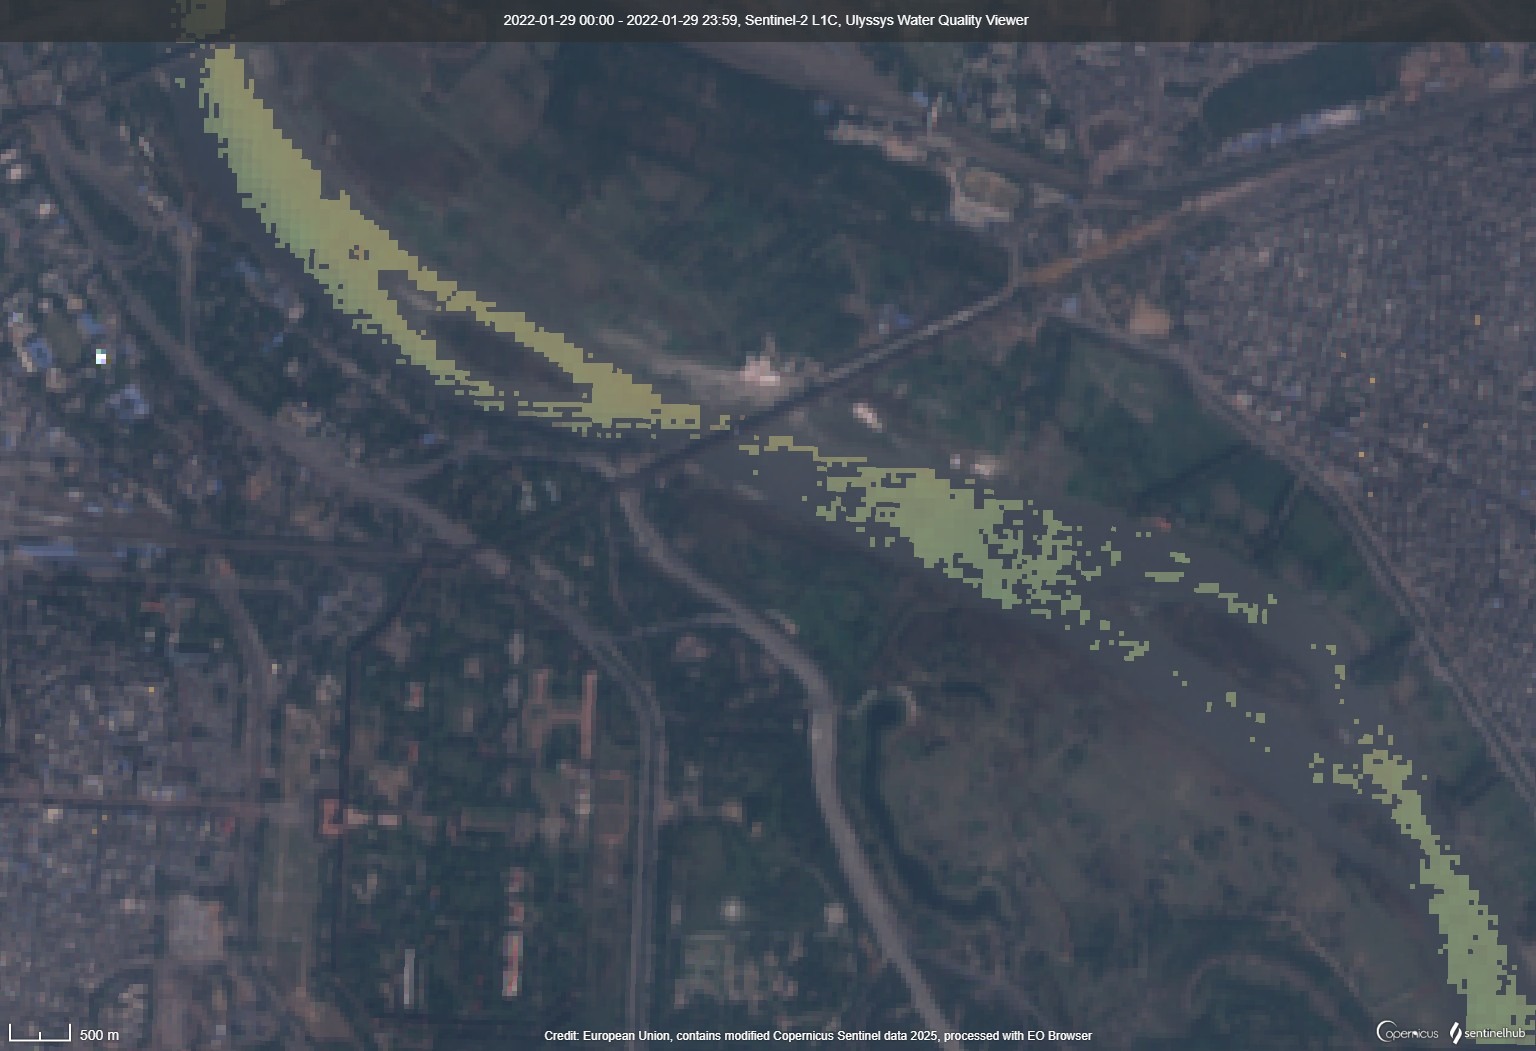 2022-01-29 00:00 - 2022-01-29 23:59, Sentinel-2 L1C, Ulyssys Water Quality Viewer
500 m
Credit: European Union, contains modified Copernicus Sentinel data 2025, processed with EO Browser
opernicus
sentinelhub